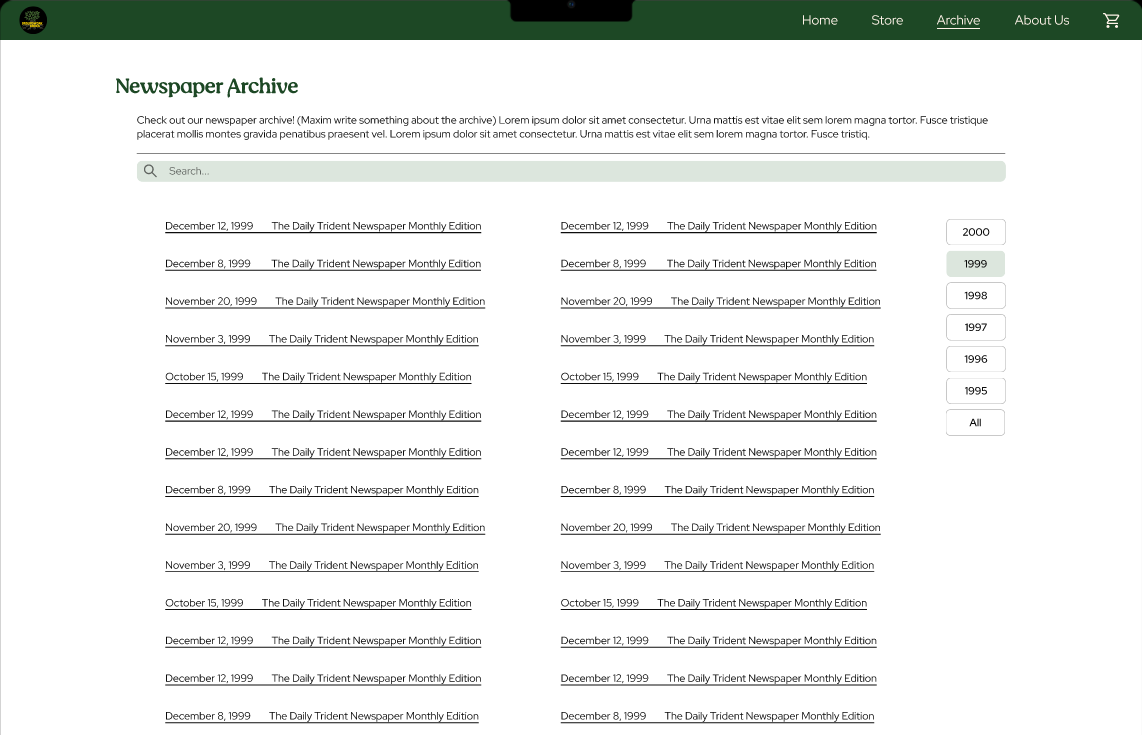 Home Store Archive About Us
Newspaper Archive
Check out our newspaper archive! (Maxim write something about the archive) Lorem ipsum dolor sit amet consectetur. Urna mattis est vitae elit sem lorem magna tortor. Fusce tristique
placerat mollis montes gravida penatibus praesent vel. Lorem ipsum dolor sit amet consectetur. Urna mattis est vitae elit sem lorem magna tortor. Fusce tristiq.
Search...
December 12, 1999 The Daily Trident Newspaper Monthly Edition
December 8, 1999 The Daily Trident Newspaper Monthly Edition
November 20, 1999 The Daily Trident Newspaper Monthly Edition
November 3, 1999 The Daily Trident Newspaper Monthly Edition
October 15, 1999 The Daily Trident Newspaper Monthly Edition
December 12, 1999 The Daily Trident Newspaper Monthly Edition
December 12, 1999 The Daily Trident Newspaper Monthly Edition
December 8, 1999 The Daily Trident Newspaper Monthly Edition
November 20, 1999 The Daily Trident Newspaper Monthly Edition
November 3, 1999 The Daily Trident Newspaper Monthly Edition
October 15, 1999 The Daily Trident Newspaper Monthly Edition
December 12, 1999 The Daily Trident Newspaper Monthly Edition
December 12, 1999 The Daily Trident Newspaper Monthly Edition
December 8, 1999 The Daily Trident Newspaper Monthly Edition
December 12, 1999 The Daily Trident Newspaper Monthly Edition
December 8, 1999 The Daily Trident Newspaper Monthly Edition
November 20, 1999 The Daily Trident Newspaper Monthly Edition
November 3, 1999 The Daily Trident Newspaper Monthly Edition
October 15, 1999 The Daily Trident Newspaper Monthly Edition
December 12, 1999 The Daily Trident Newspaper Monthly Edition
December 12, 1999 The Daily Trident Newspaper Monthly Edition
December 8, 1999 The Daily Trident Newspaper Monthly Edition
November 20, 1999 The Daily Trident Newspaper Monthly Edition
November 3, 1999 The Daily Trident Newspaper Monthly Edition
October 15, 1999 The Daily Trident Newspaper Monthly Edition
December 12, 1999 The Daily Trident Newspaper Monthly Edition
December 12, 1999 The Daily Trident Newspaper Monthly Edition
December 8, 1999 The Daily Trident Newspaper Monthly Edition
2000
1999
1998
1997
1996
1995
All